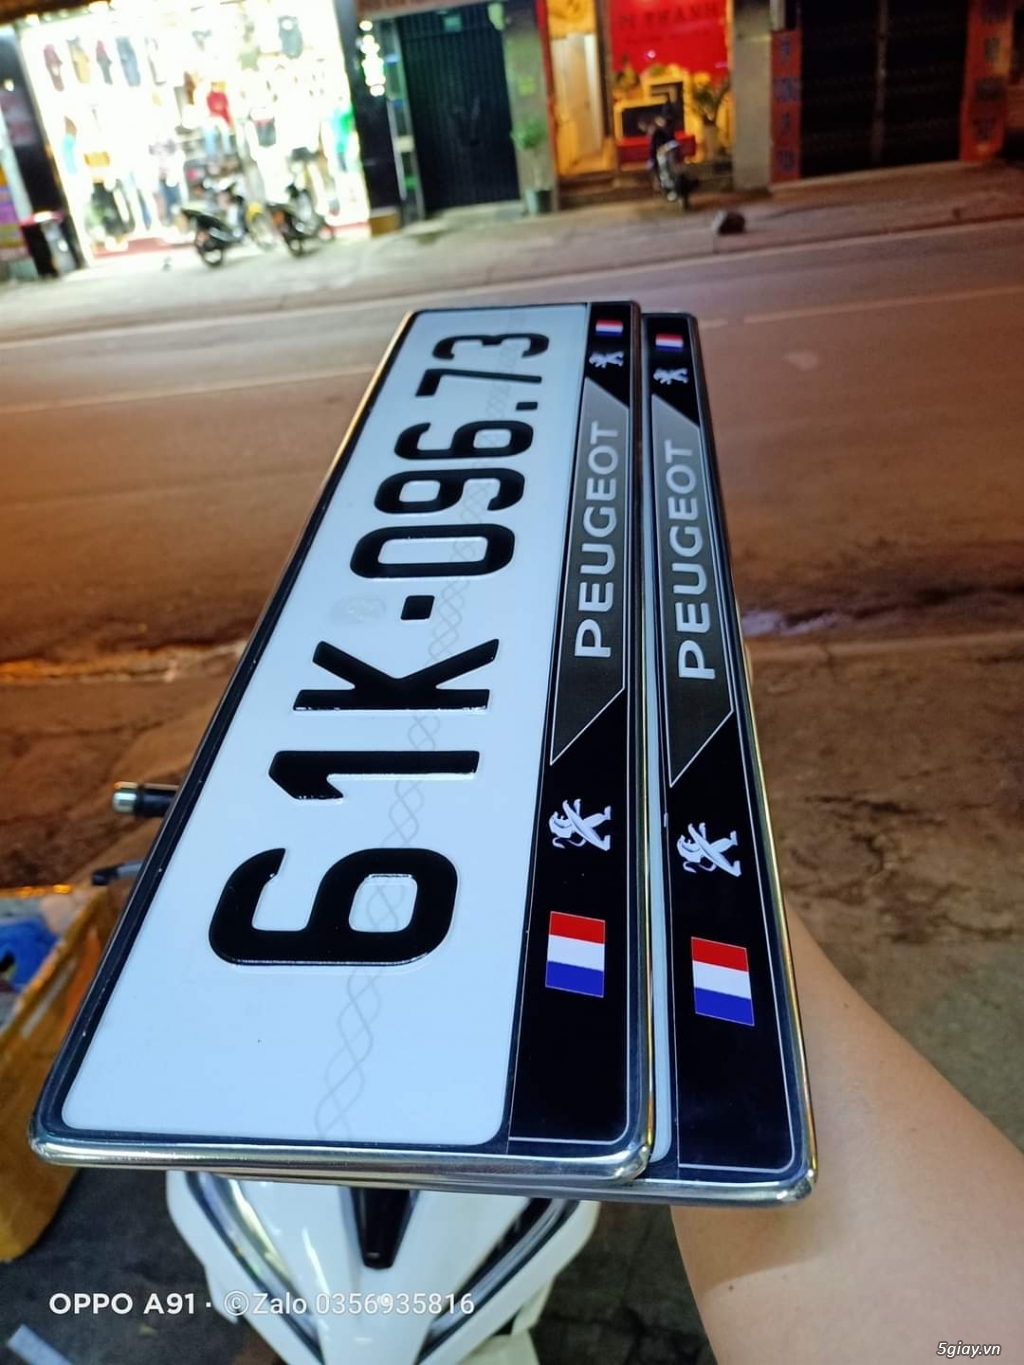 61K-096.73
PEUGEOT
PEUGEOT
OPPO A91 · ©Zalo 0356935816
5giay.vn